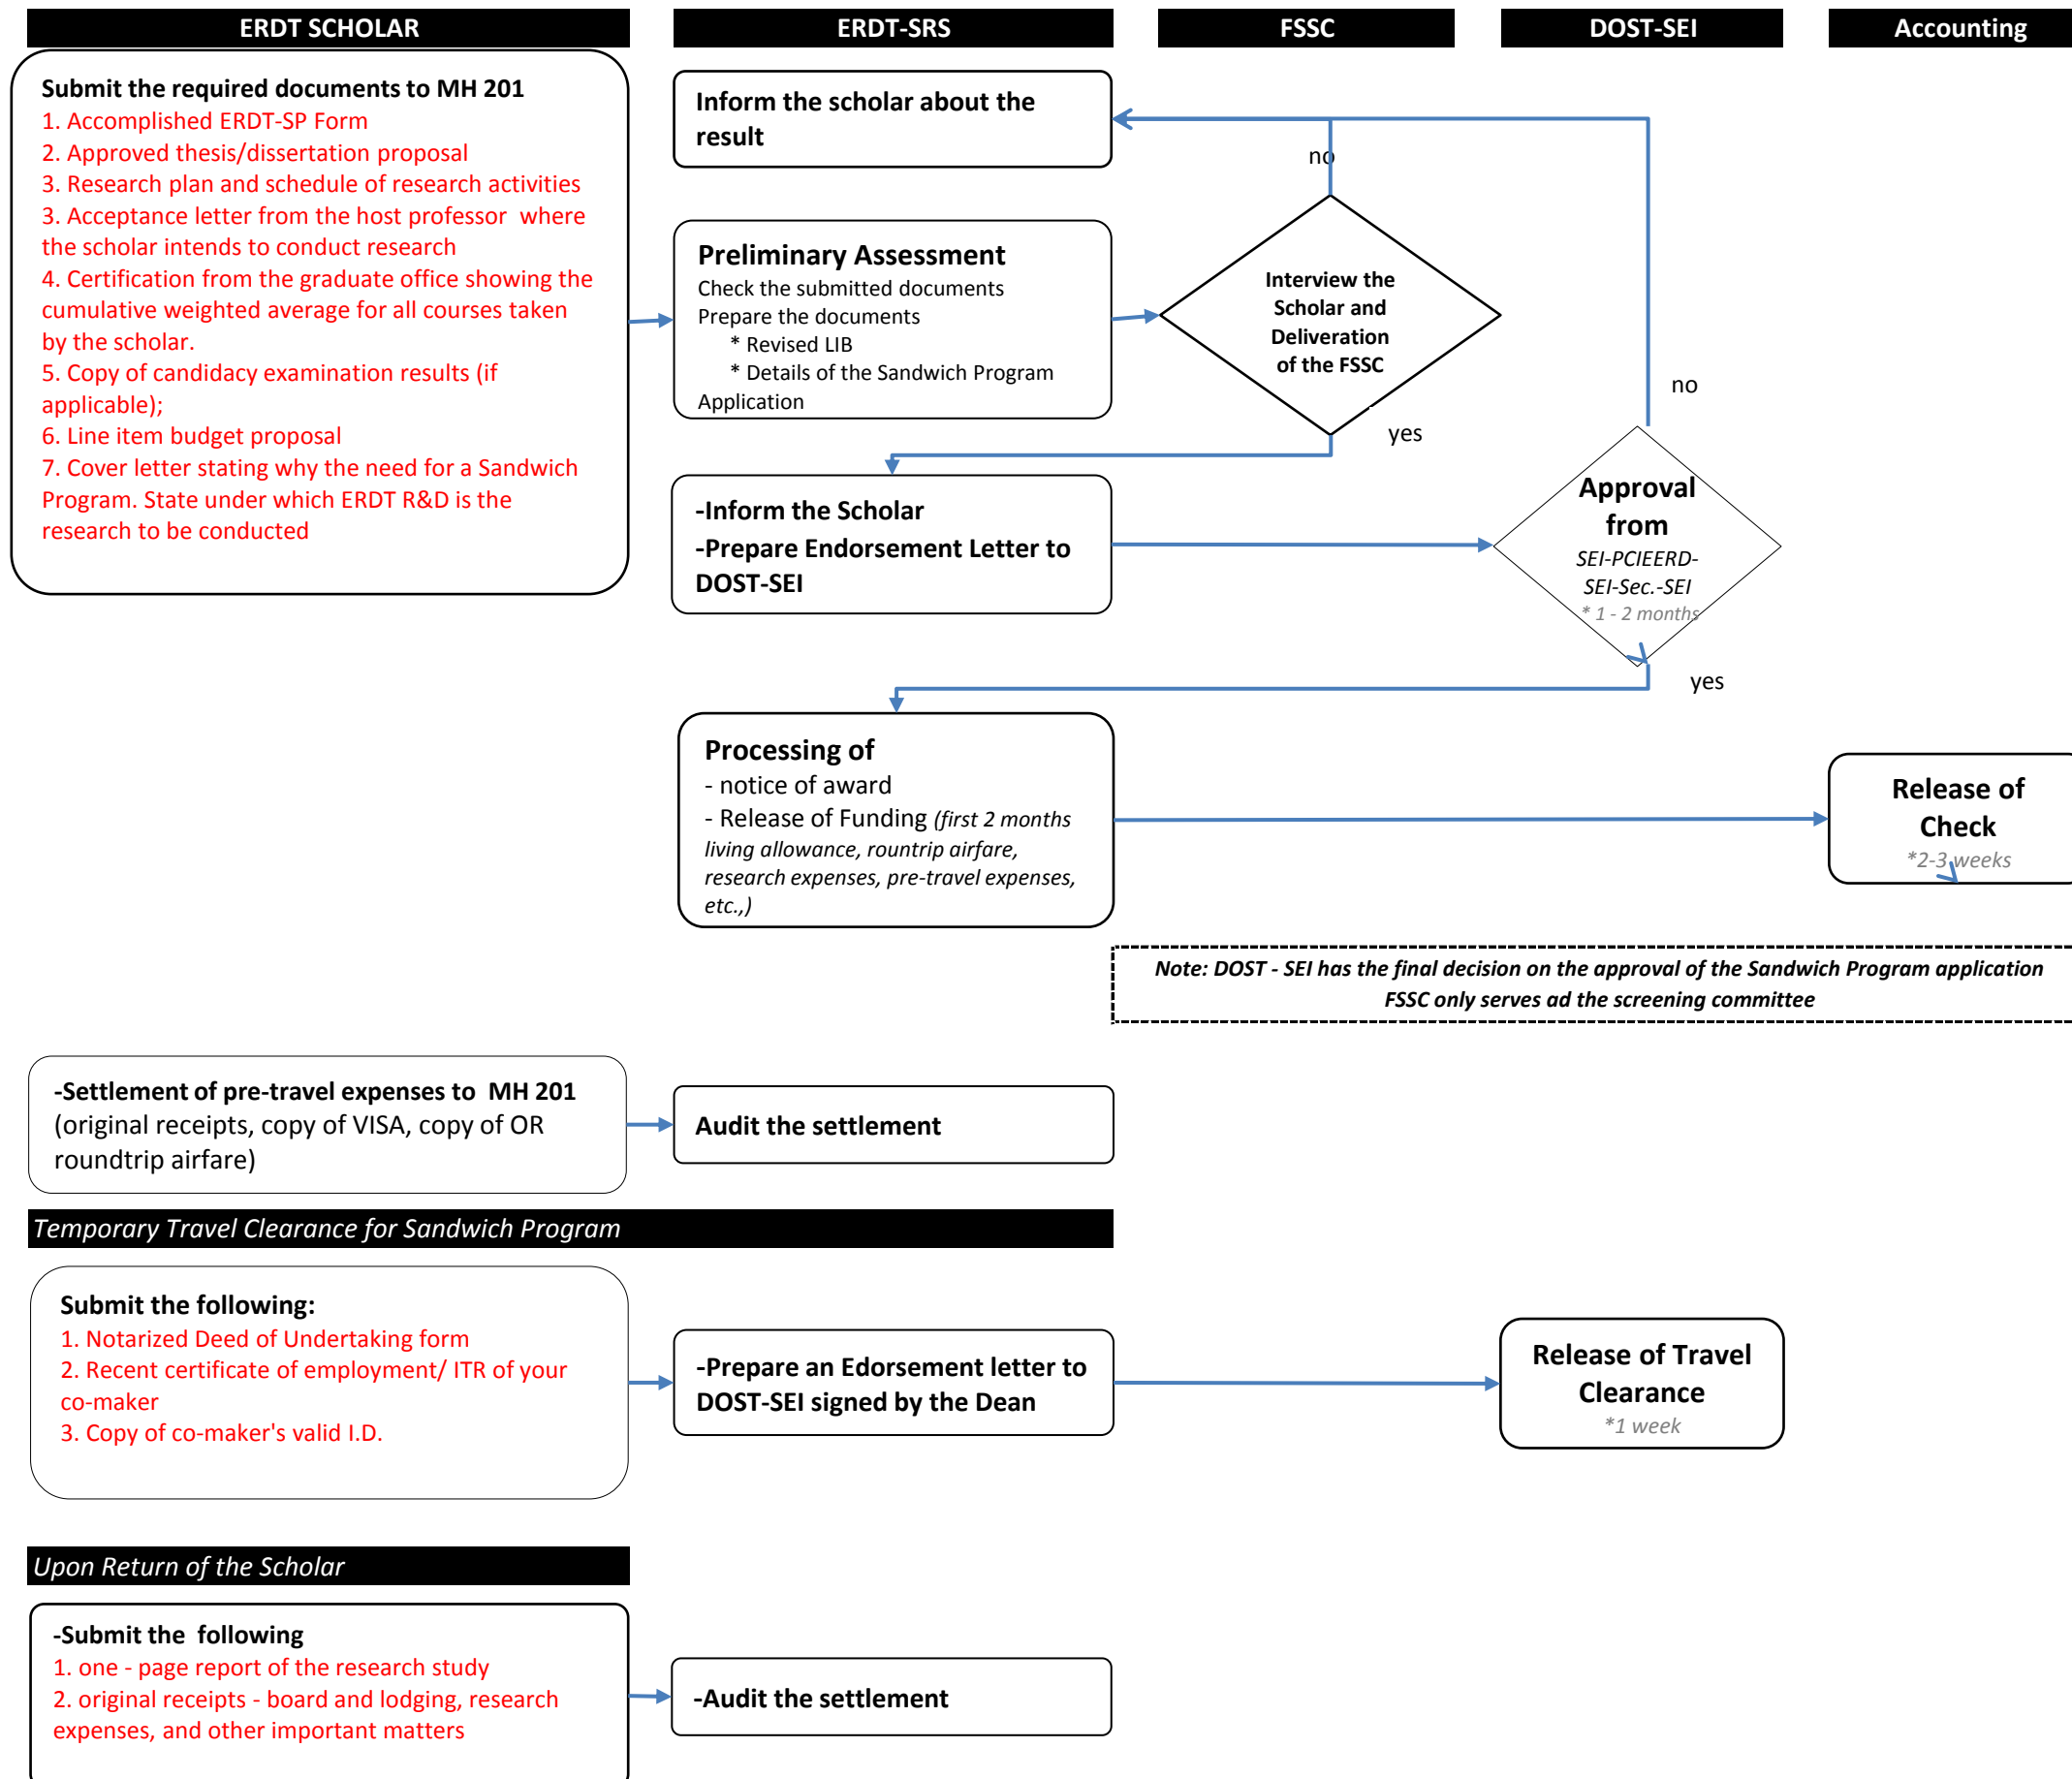 ERDT SCHOLAR
ERDT-SRS
FSSC
DOST-SEI
Accounting
Submit the required documents to MH 201
1. Accomplished ERDT-SP Form
2. Approved thesis/dissertation proposal
3. Research plan and schedule of research activities
3. Acceptance letter from the host professor where
the scholar intends to conduct research
4. Certification from the graduate office showing the
cumulative weighted average for all courses taken
by the scholar.
5. Copy of candidacy examination results (if
applicable);
6. Line item budget proposal
7. Cover letter stating why the need for a Sandwich
Program. State under which ERDT R&D is the
research to be conducted
Inform the scholar about the
result
no
Preliminary Assessment
Check the submitted documents
Prepare the documents
* Revised LIB
* Details of the Sandwich Program
Application
Interview the
Scholar and
Deliveration
of the FSSC
no
yes
-Inform the Scholar
-Prepare Endorsement Letter to
DOST-SEI
Approval
from
SEI-PCIEERD-
SEI-Sec.-SEI
* 1 - 2 months
yes
Processing of
- notice of award
- Release of Funding (first 2 months
living allowance, rountrip airfare,
research expenses, pre-travel expenses,
etc.,)
Release of
Check
*2-3 weeks
Note: DOST - SEI has the final decision on the approval of the Sandwich Program application
FSSC only serves ad the screening committee
-Settlement of pre-travel expenses to MH 201
(original receipts, copy of VISA, copy of OR
roundtrip airfare)
Audit the settlement
Temporary Travel Clearance for Sandwich Program
Submit the following:
1. Notarized Deed of Undertaking form
2. Recent certificate of employment/ ITR of your
co-maker
3. Copy of co-maker's valid I.D.
-Prepare an Edorsement letter to
DOST-SEI signed by the Dean
Release of Travel
Clearance
*1 week
Upon Return of the Scholar
-Submit the following
1. one - page report of the research study
2. original receipts - board and lodging, research
expenses, and other important matters
-Audit the settlement